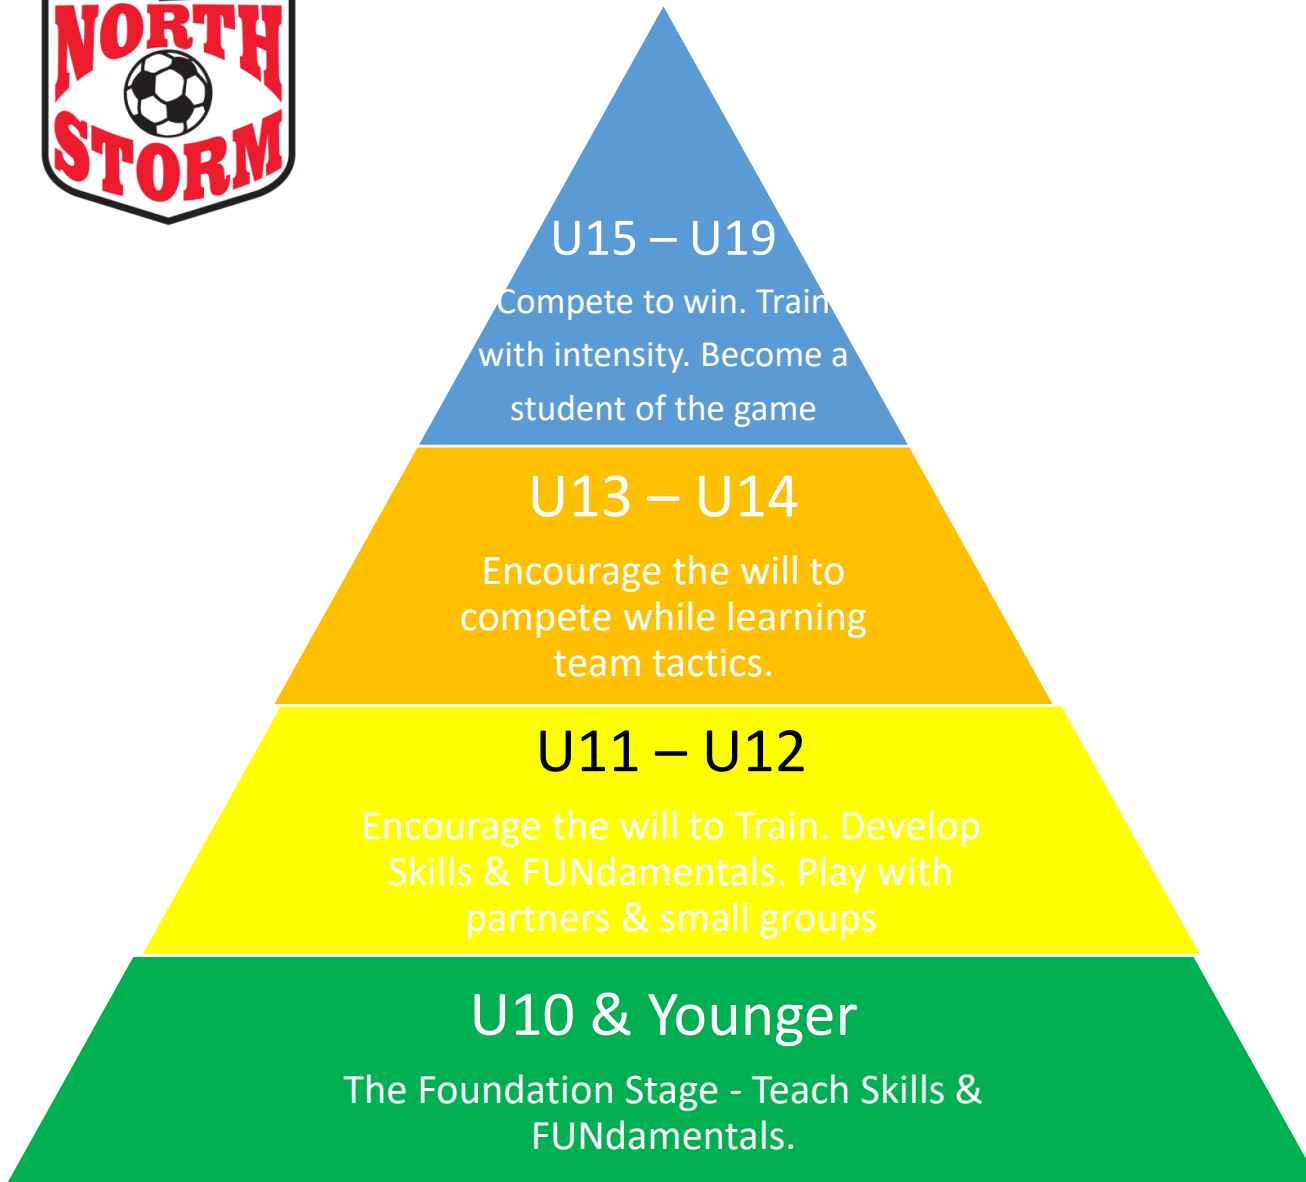 NORTH
STORM
U15 – U19
Compete to win. Train
with intensity. Become a
student of the game
U13 – U14
Encourage the will to
compete while learning
team tactics.
U11 – U12
Encourage the will to Train. Develop
Skills & FUNdamentals. Play with
partners & small groups
U10 & Younger
The Foundation Stage - Teach Skills &
FUNdamentals.